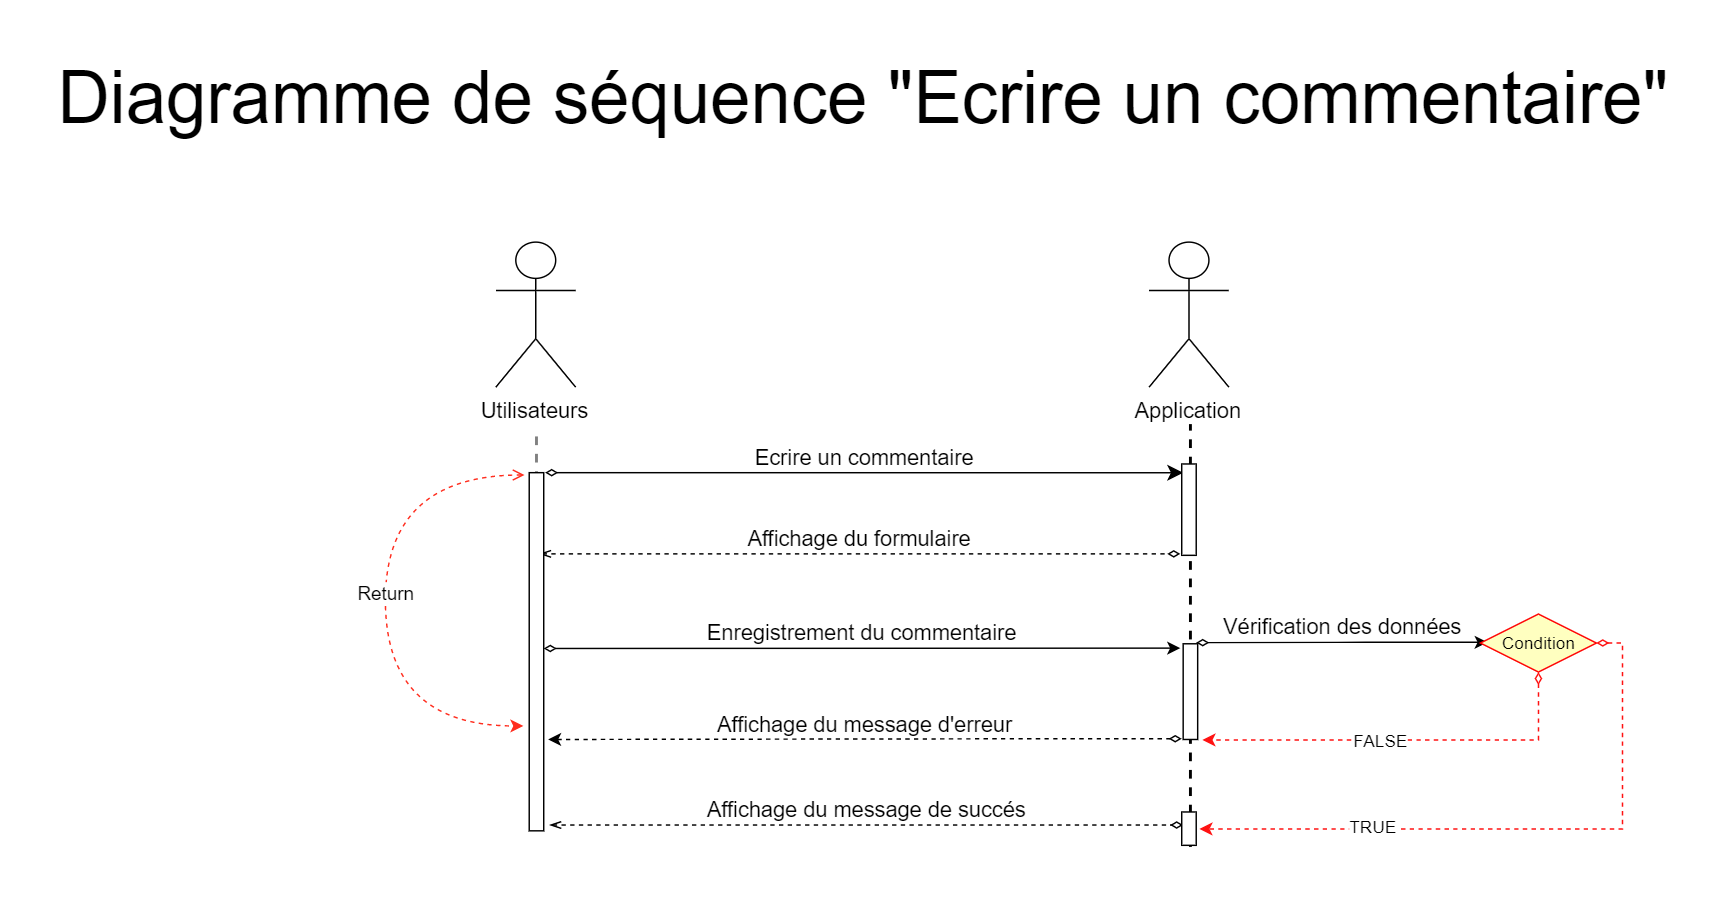 Diagramme de séquence "Ecrire un commentaire"
Utilisateurs
Application
Ecrire un commentaire
Affichage du formulaire
Return
Enregistrement du commentaire
Vérification des données
Condition
Affichage du message d'erreur
FALSE
Affichage du message de succés
TRUE